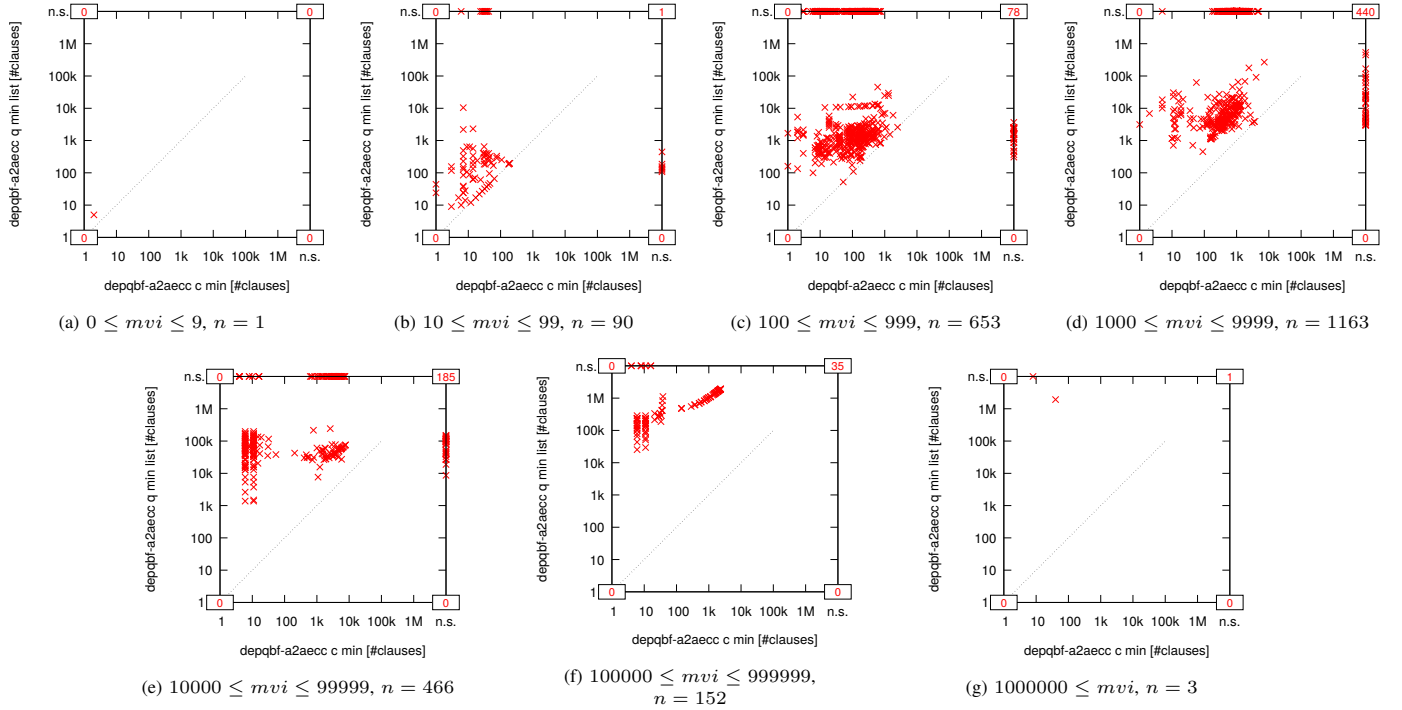 n.s.
1M
100k
10k
1k
100
10
1
depqbf-a2aecc q min list [#clauses]
0
0
0
0
1 10 100 1k 10k 100k 1M n.s.
depqbf-a2aecc c min [#clauses]
(a) 0 ≤ mvi ≤ 9, n = 1
n.s.
1M
100k
10k
1k
100
10
1
depqbf-a2aecc q min list [#clauses]
0
1
0
0
1 10 100 1k 10k 100k 1M n.s.
depqbf-a2aecc c min [#clauses]
(b) 10 ≤ mvi ≤ 99, n = 90
n.s.
1M
100k
10k
1k
100
10
1
depqbf-a2aecc q min list [#clauses]
0
78
0
0
1 10 100 1k 10k 100k 1M n.s.
depqbf-a2aecc c min [#clauses]
(c) 100 ≤ mvi ≤ 999, n = 653
n.s.
1M
100k
10k
1k
100
10
1
depqbf-a2aecc q min list [#clauses]
0
440
0
0
1 10 100 1k 10k 100k 1M n.s.
depqbf-a2aecc c min [#clauses]
(d) 1000 ≤ mvi ≤ 9999, n = 1163
n.s.
1M
100k
10k
1k
100
10
1
depqbf-a2aecc q min list [#clauses]
0
185
0
0
1 10 100 1k 10k 100k 1M n.s.
depqbf-a2aecc c min [#clauses]
(e) 10000 ≤ mvi ≤ 99999, n = 466
n.s.
1M
100k
10k
1k
100
10
1
depqbf-a2aecc q min list [#clauses]
0
35
0
0
1 10 100 1k 10k 100k 1M n.s.
depqbf-a2aecc c min [#clauses]
(f) 100000 ≤ mvi ≤ 999999,
n = 152
n.s.
1M
100k
10k
1k
100
10
1
depqbf-a2aecc q min list [#clauses]
0
1
0
0
1 10 100 1k 10k 100k 1M n.s.
depqbf-a2aecc c min [#clauses]
(g) 1000000 ≤ mvi, n = 3